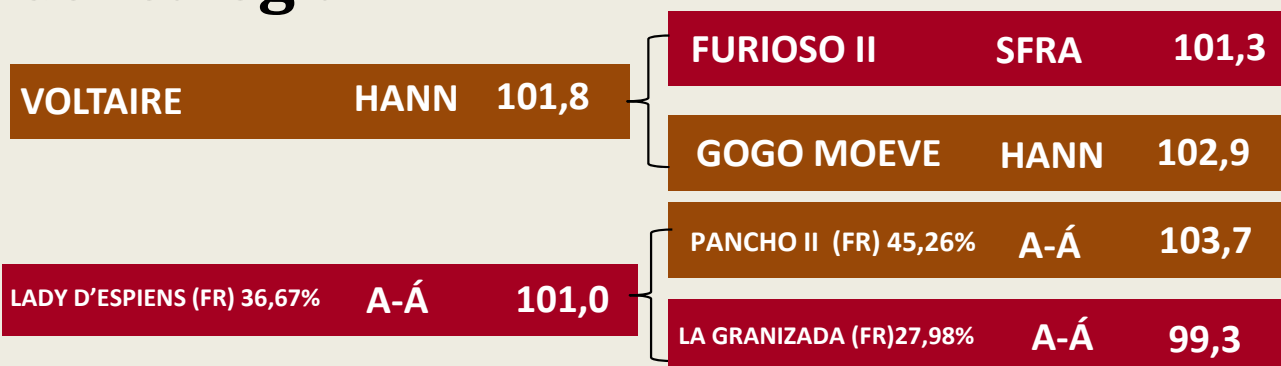 FURIOSO II SFRA 101,3
VOLTAIRE HANN 101,8
GOGO MOEVE HANN 102,9
PANCHO II (FR) 45,26% A-Á 103,7
LADY D’ESPIENS (FR) 36,67% A-Á 101,0
LA GRANIZADA (FR)27,98% A-Á 99,3